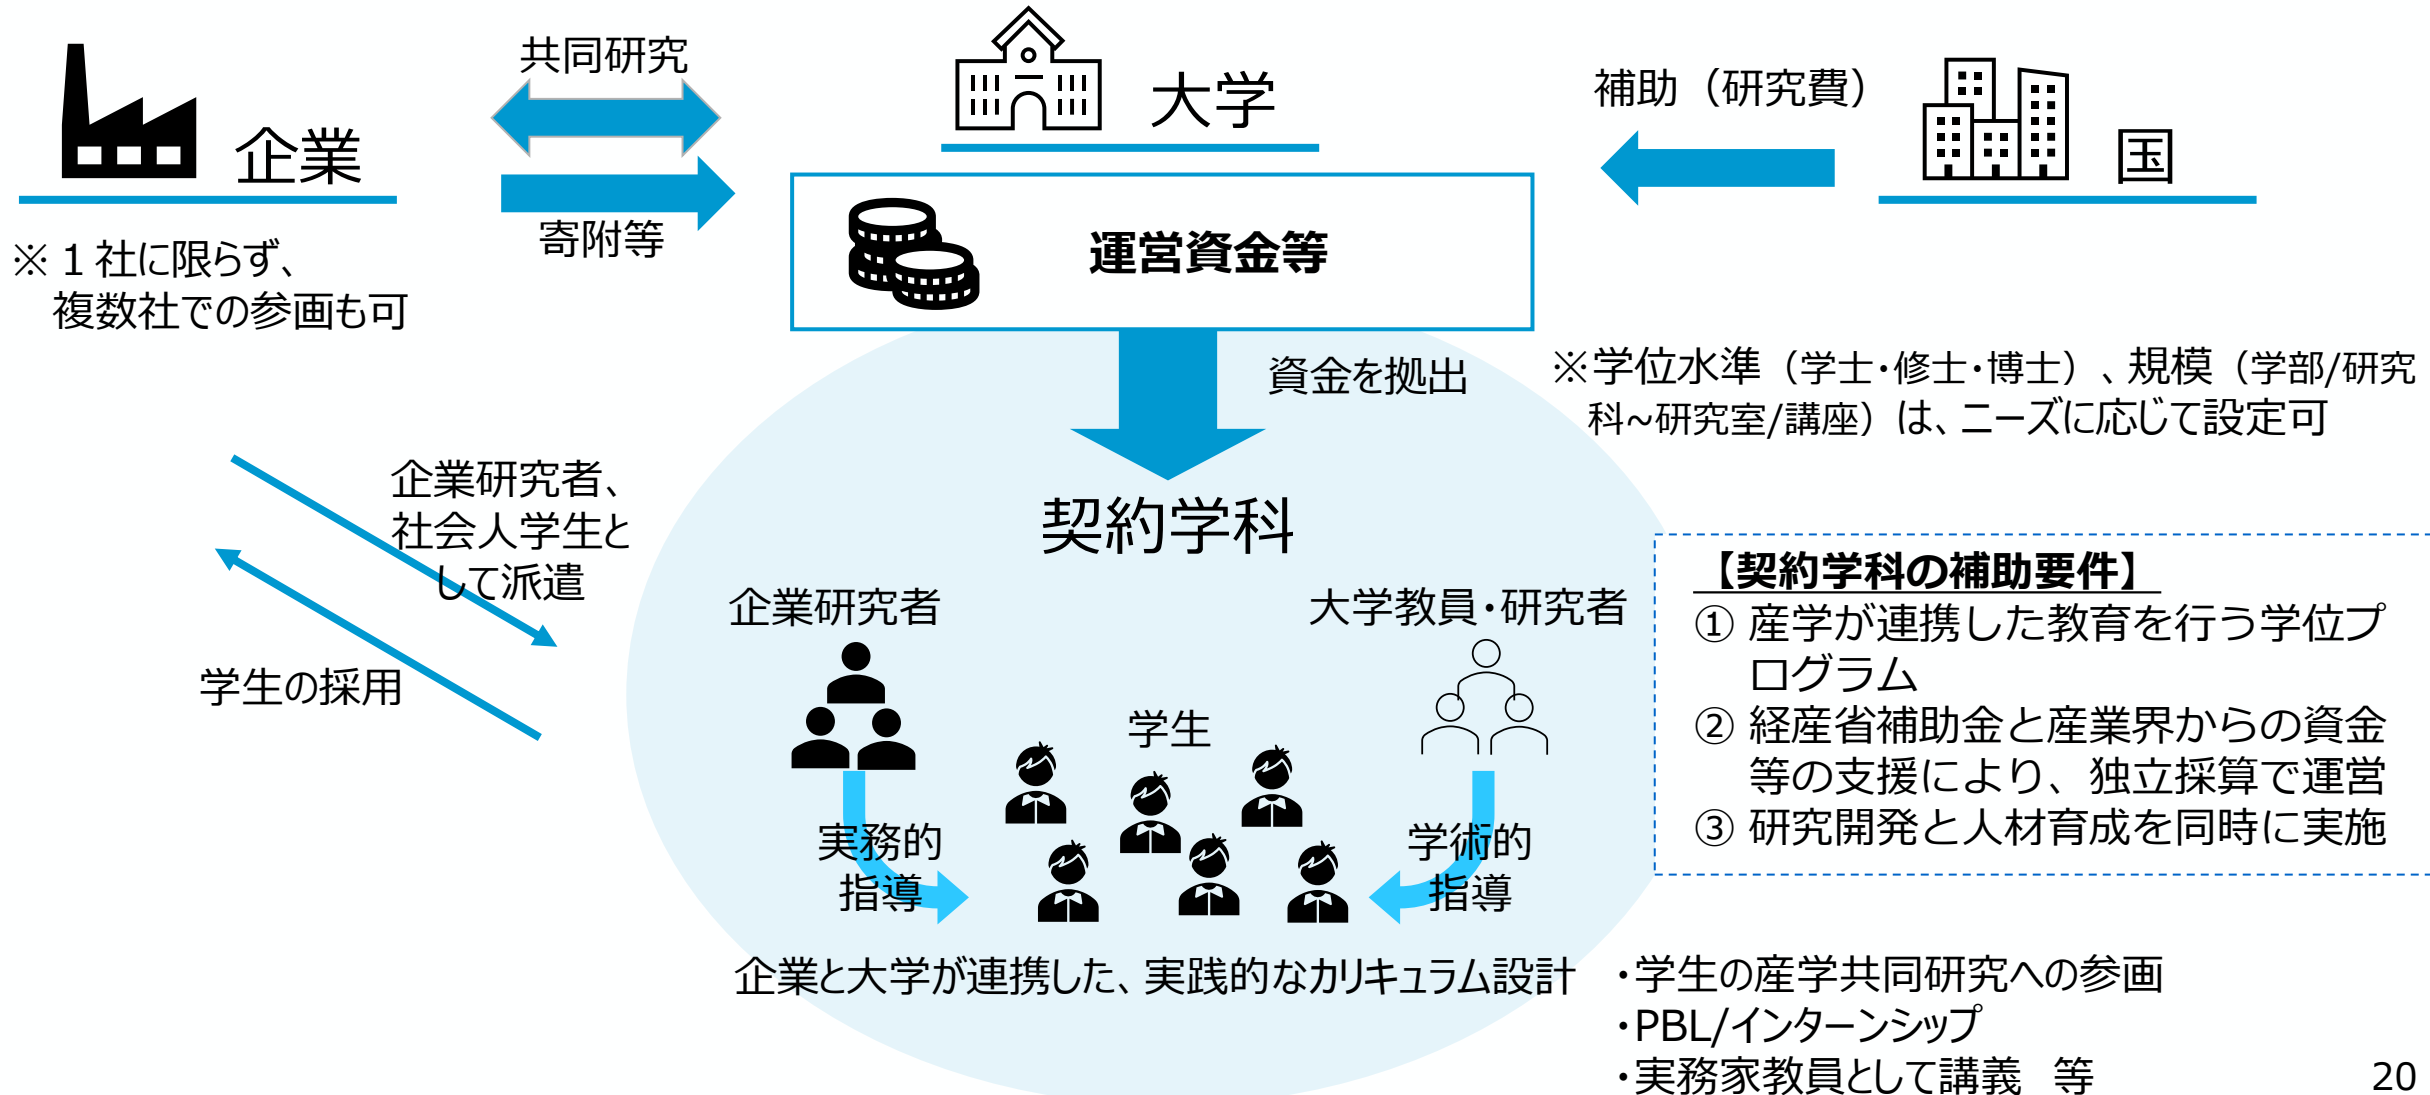 共同研究
企業
寄附等
※１社に限らず、
複数社での参画も可
大学
補助（研究費）
国
運営資金等
資金を拠出
※学位水準（学士・修士・博士）、規模（学部/研究
科~研究室/講座）は、ニーズに応じて設定可
企業研究者、
社会人学生と
して派遣
学生の採用
契約学科
企業研究者
大学教員・研究者
学生
実務的
指導
学術的
指導
企業と大学が連携した、実践的なカリキュラム設計
【契約学科の補助要件】
① 産学が連携した教育を行う学位プ
ログラム
② 経産省補助金と産業界からの資金
等の支援により、独立採算で運営
③ 研究開発と人材育成を同時に実施
・学生の産学共同研究への参画
・PBL/インターンシップ
・実務家教員として講義　等
20